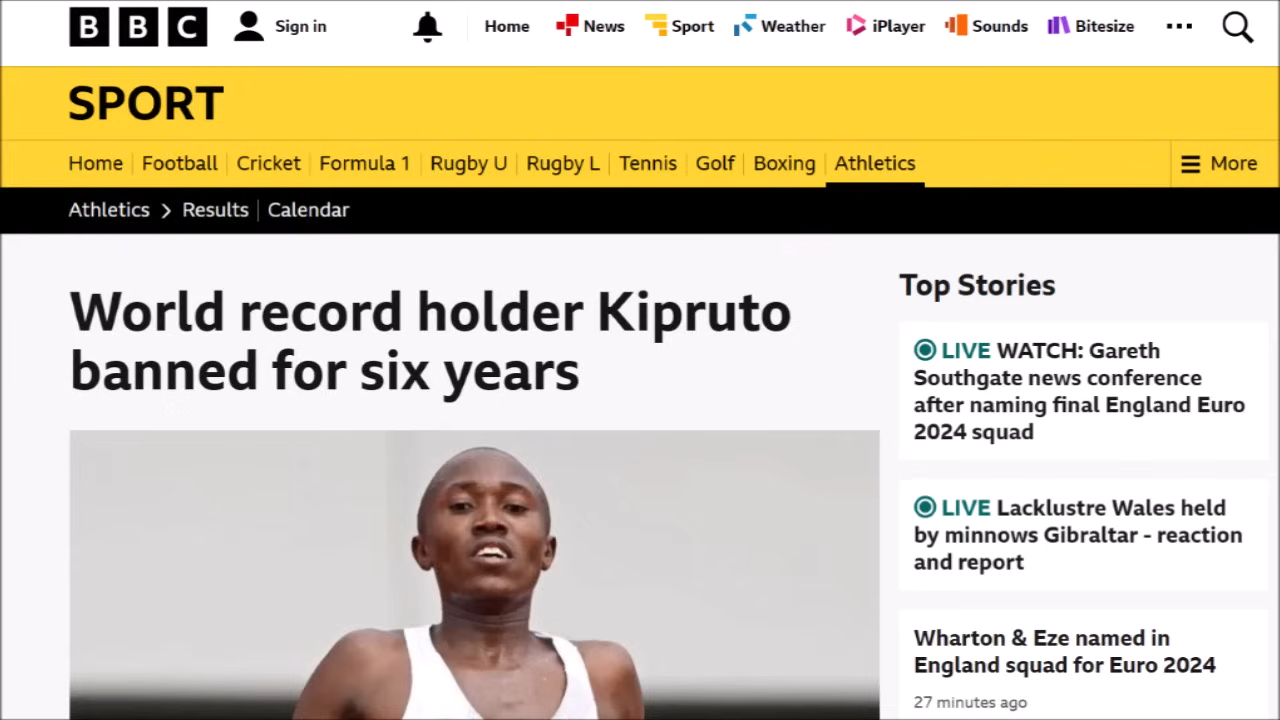 BBC Sign in Home News Sport Weather iPlayer Sounds Bitesize
SPORT
Home Football Cricket Formula 1 Rugby U Rugby L Tennis Golf Boxing Athletics More
Athletics Results Calendar
World record holder Kipruto
banned for six years
Top Stories
LIVE WATCH: Gareth
Southgate news conference
after naming final England Euro
2024 squad
LIVE Lacklustre Wales held
by minnows Gibraltar - reaction
and report
Wharton & Eze named in
England squad for Euro 2024
27 minutes ago